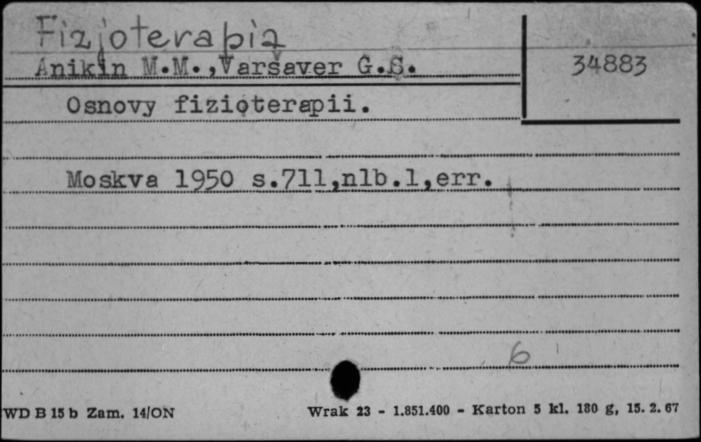 Fizjoterapia
Anikin M.M.,Varšaver G.S.
34883
Osnovy fizioterapii.
Moskva 1950 s.711,nlb.1,err.
6
WD B 15 b Zam. 14/ON
Wrak 23 - 1.851.400 - Karton 5 kl. 180 g, 15. 2. 67